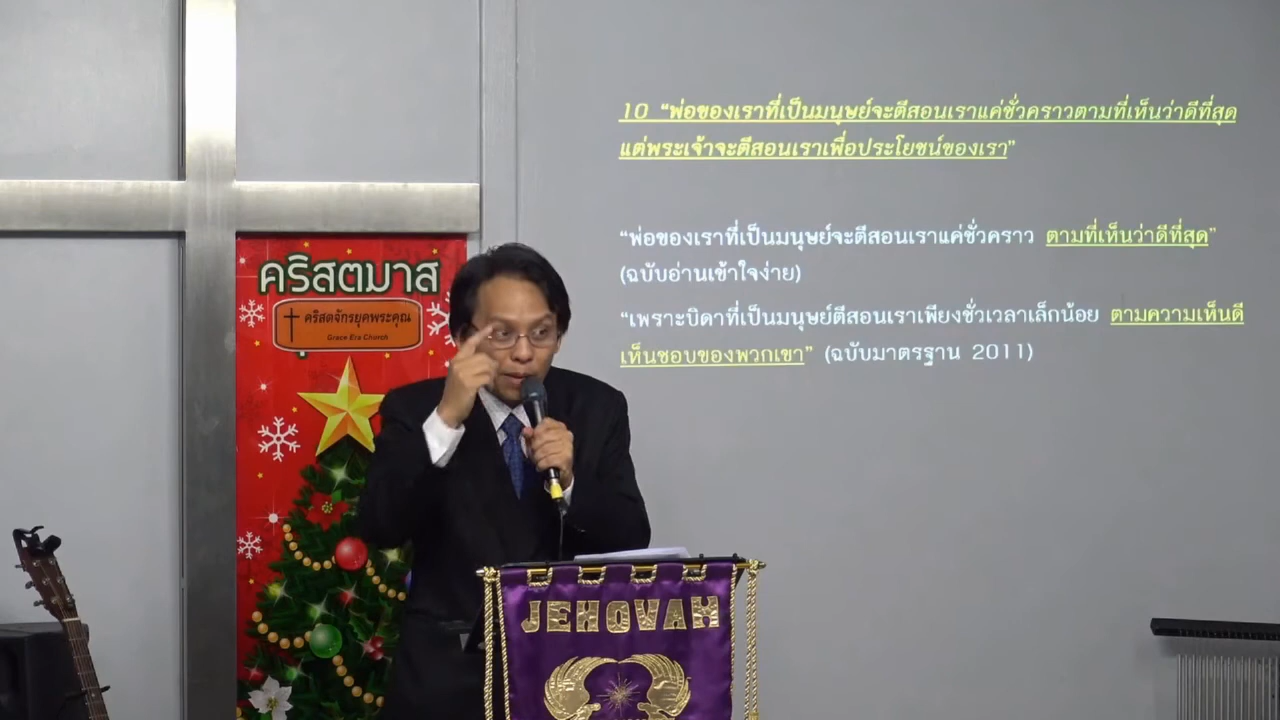 10 “พ่อของเราที่เป็นมนุษย์จะตีสอนเราแค่ชั่วคราวตามที่เห็นว่าดีที่สุด
แต่พระเจ้าจะตีสอนเราเพื่อประโยชน์ของเรา”
“พ่อของเราที่เป็นมนุษย์จะตีสอนเราแค่ชั่วคราว ตามที่เห็นว่าดีที่สุด”
(ฉบับอ่านเข้าใจง่าย)
“เพราะบิดาที่เป็นมนุษย์ตีสอนเราเพียงชั่วเวลาเล็กน้อย ตามความเห็นดี
เห็นชอบของพวกเขา” (ฉบับมาตรฐาน 2011)
คริสตมาส
คริสตจักรยุคพระคุณ
Grace Era Church
JEHOVAH